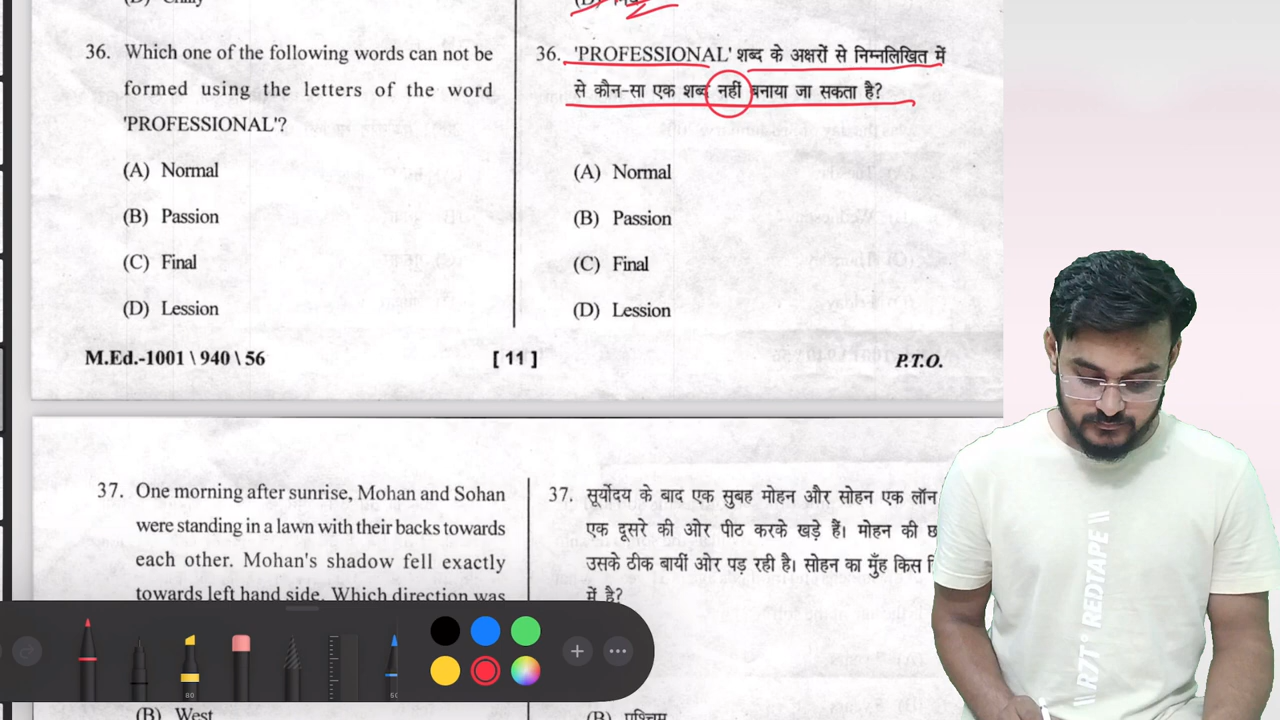 36. Which one of the following words can not be
formed using the letters of the word
'PROFESSIONAL'?
(A) Normal
(B) Passion
(C) Final
(D) Lession
36. 'PROFESSIONAL' शब्द के अक्षरों से निम्नलिखित में
से कौन-सा एक शब्द नहीं बनाया जा सकता है?
(A) Normal
(B) Passion
(C) Final
(D) Lession
M.Ed.-1001 \ 940 \ 56
[ 11 ]
P.T.O.
37. One morning after sunrise, Mohan and Sohan
were standing in a lawn with their backs towards
each other. Mohan's shadow fell exactly
towards left hand side. Which direction was
(B) West
37. सूर्योदय के बाद एक सुबह मोहन और सोहन एक लॉन
एक दूसरे की ओर पीठ करके खड़े हैं। मोहन की
उसके ठीक बायीं ओर पड़ रही है। सोहन का मुँह किस
में है?
(B) पश्चिम
80
\\ R7T° REDTAPE \\